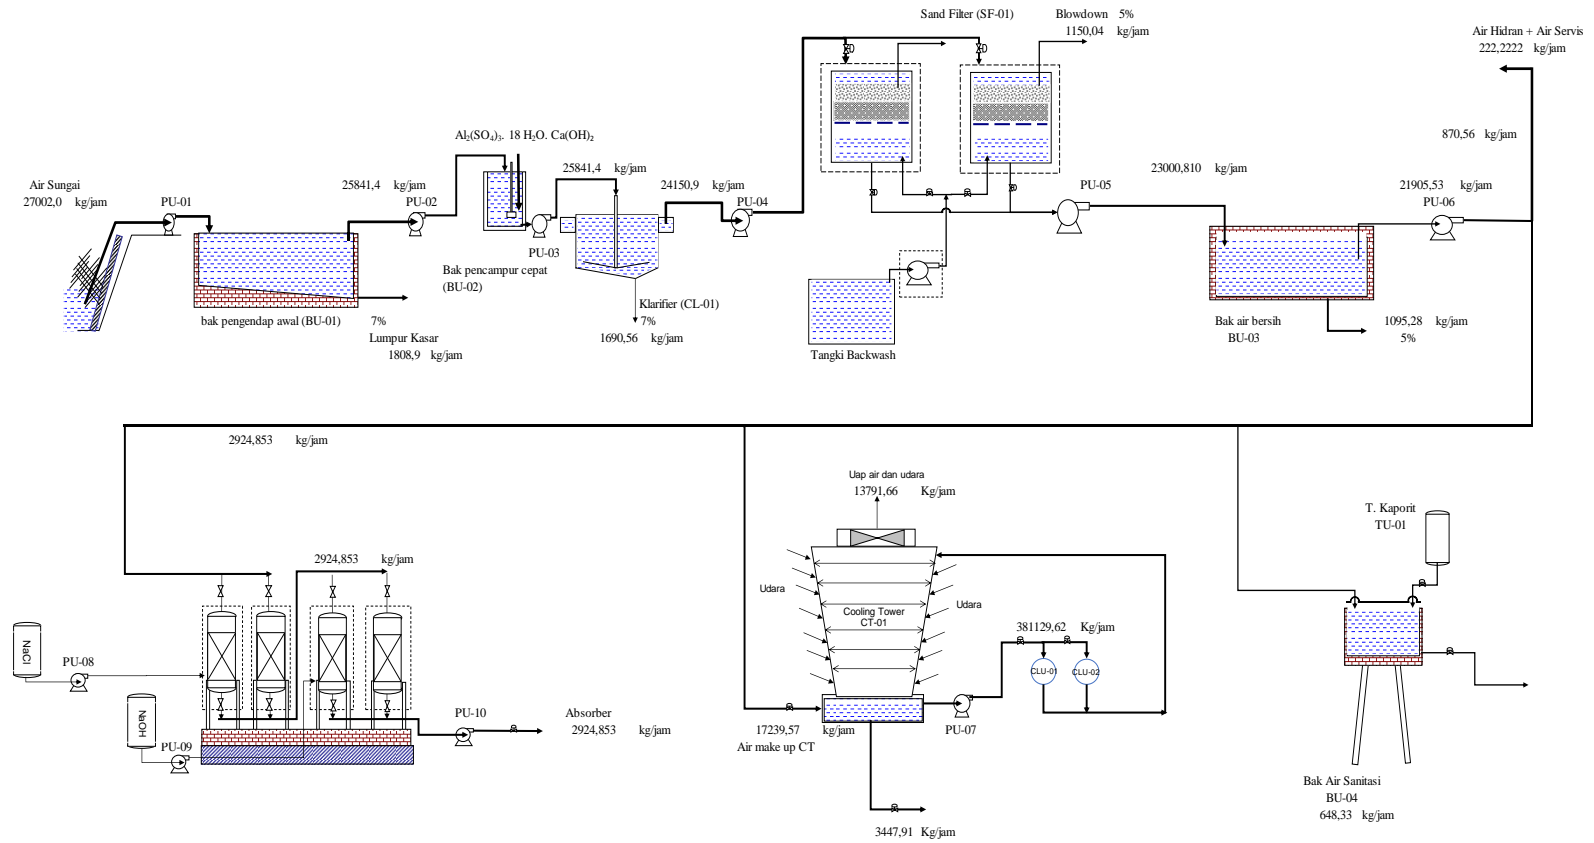 Sand Filter (SF-01)
Blowdown 5%
1150,04 kg/jam
Air Hidran + Air Servis
222,2222 kg/jam
870,56 kg/jam
Al₂(SO₄)₃. 18 H₂O. Ca(OH)₂
Air Sungai
27002,0 kg/jam
PU-01
25841,4 kg/jam
PU-02
25841,4 kg/jam
24150,9 kg/jam
PU-04
23000,810 kg/jam
PU-05
21905,53 kg/jam
PU-06
PU-03
Bak pencampur cepat
(BU-02)
bak pengendap awal (BU-01)
7%
Lumpur Kasar
1808,9 kg/jam
Klarifier (CL-01)
7%
1690,56 kg/jam
Tangki Backwash
Bak air bersih
BU-03
1095,28 kg/jam
5%
2924,853 kg/jam
Uap air dan udara
13791,66 Kg/jam
T. Kaporit
TU-01
2924,853 kg/jam
Udara
Cooling Tower
CT-01
Udara
381129,62 Kg/jam
CLU-01
CLU-02
NaCl
PU-08
NaOH
PU-09
PU-10
Absorber
2924,853 kg/jam
17239,57 kg/jam
Air make up CT
PU-07
3447,91 Kg/jam
Bak Air Sanitasi
BU-04
648,33 kg/jam